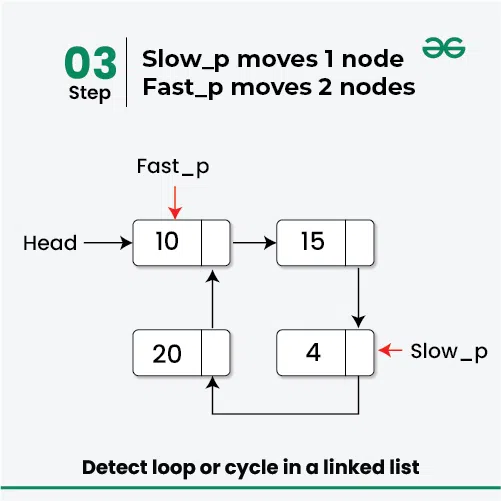 03
Step
Slow_p moves 1 node
Fast_p moves 2 nodes
Fast_p
Head
10
15
20
4
Slow_p
Detect loop or cycle in a linked list